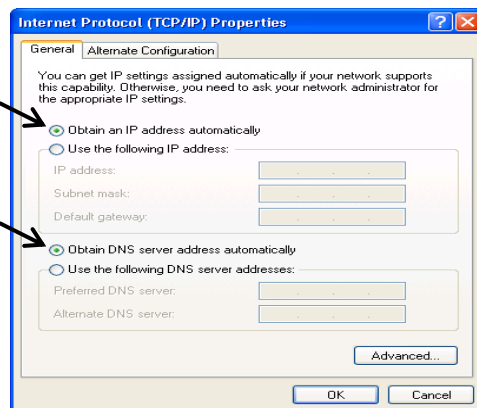 Internet Protocol (TCP/IP) Properties
General
Alternate Configuration
You can get IP settings assigned automatically if your network supports
this capability. Otherwise, you need to ask your network administrator for
the appropriate IP settings.
Obtain an IP address automatically
Use the following IP address:
IP address:
Subnet mask:
Default gateway:
Obtain DNS server address automatically
Use the following DNS server addresses:
Preferred DNS server:
Alternate DNS server:
Advanced...
OK
Cancel